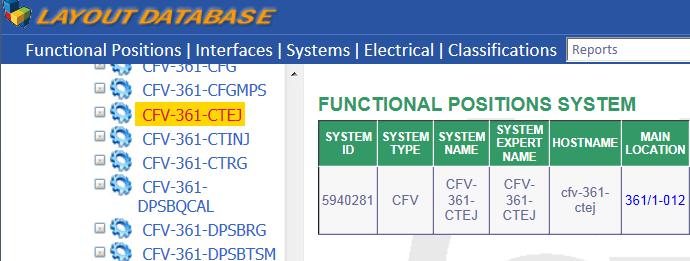 LAYOUT DATABASE
Functional Positions | Interfaces | Systems | Electrical | Classifications
Reports
CFV-361-CFG
CFV-361-CFGMPS
CFV-361-CTEJ
CFV-361-CTINJ
CFV-361-CTRG
CFV-361-
DPSBQCAL
CFV-361-DPSBRG
CFV-361-DPSBTSM
FUNCTIONAL POSITIONS SYSTEM
SYSTEM ID SYSTEM TYPE SYSTEM NAME SYSTEM EXPERT NAME HOSTNAME MAIN LOCATION
5940281 CFV CFV-361-CTEJ CFV-361-CTEJ cfv-361-ctej 361/1-012